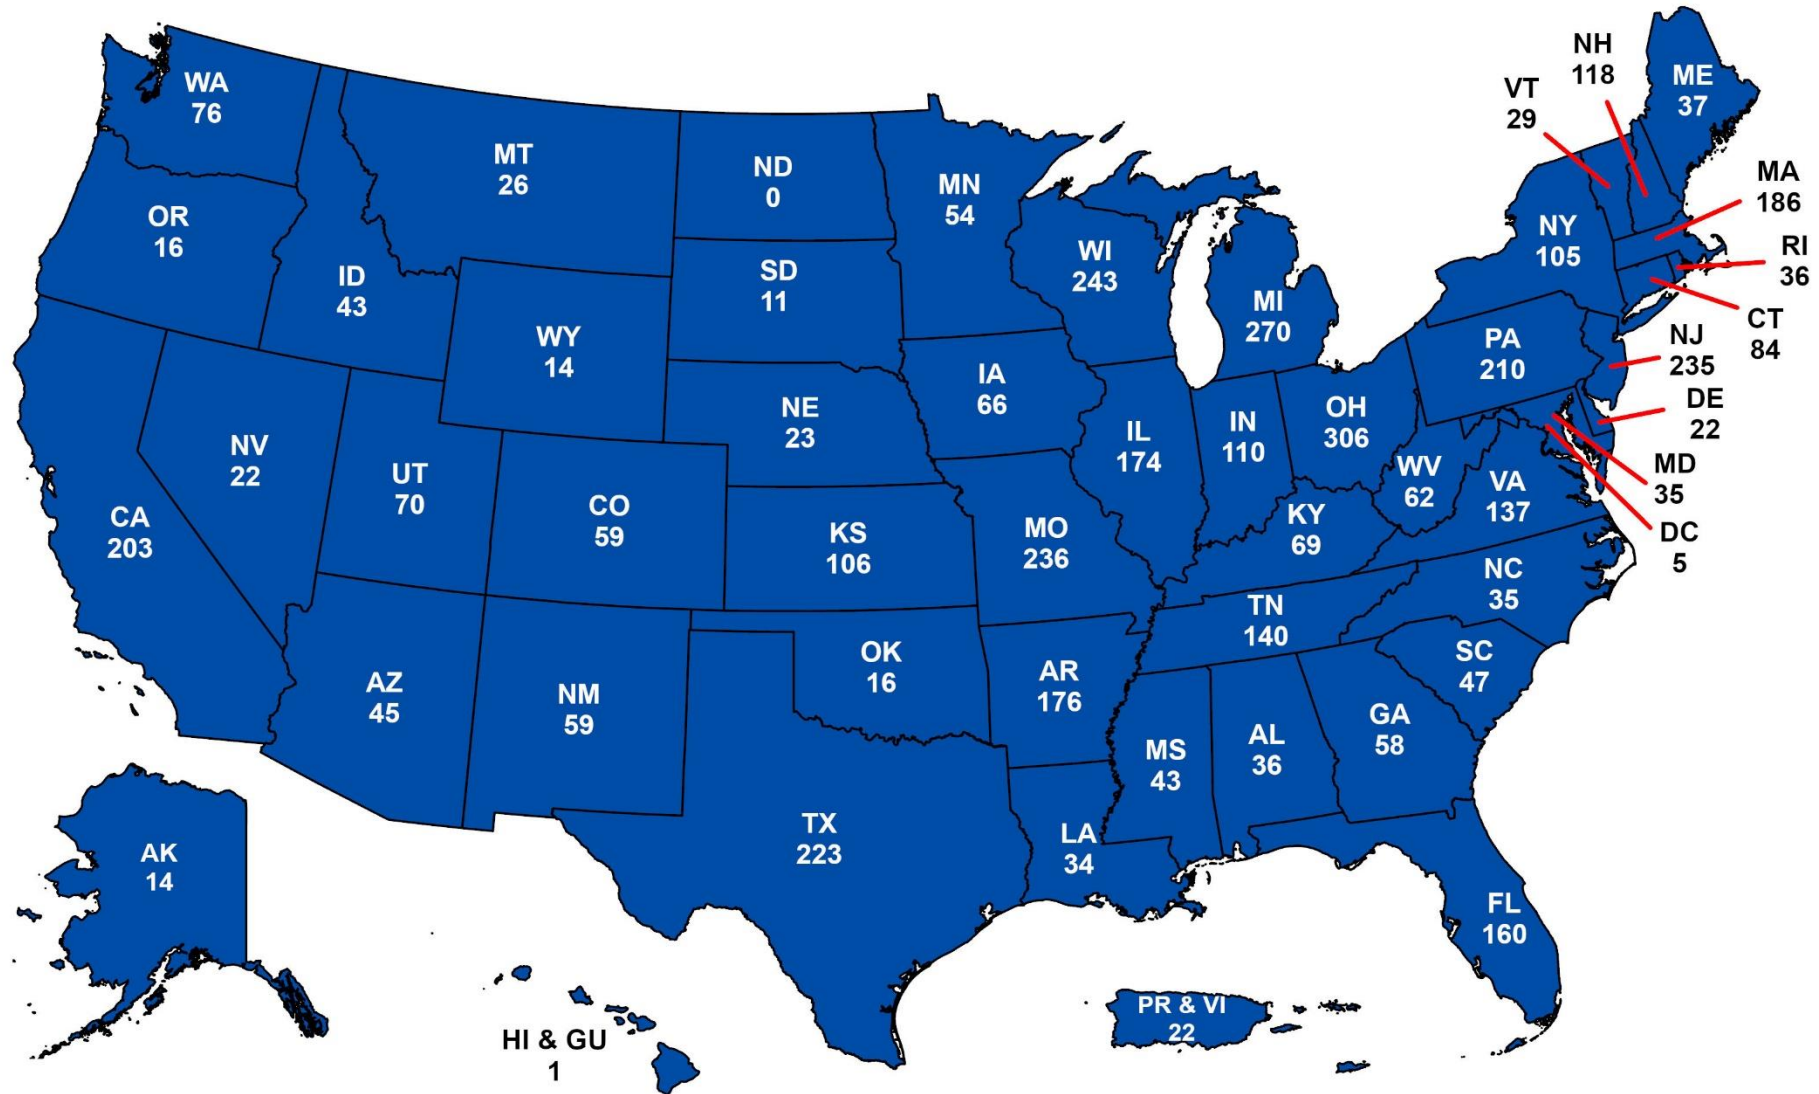 WA
76
OR
16
CA
203
NV
22
ID
43
MT
26
WY
14
UT
70
CO
59
AZ
45
NM
59
ND
0
SD
11
NE
23
KS
106
OK
16
TX
223
MN
54
IA
66
MO
236
AR
176
LA
34
WI
243
IL
174
MI
270
IN
110
OH
306
KY
69
TN
140
MS
43
AL
36
GA
58
FL
160
SC
47
NC
35
VA
137
WV
62
PA
210
NY
105
VT
29
NH
118
ME
37
MA
186
RI
36
CT
84
NJ
235
DE
22
MD
35
DC
5
AK
14
HI & GU
1
PR & VI
22